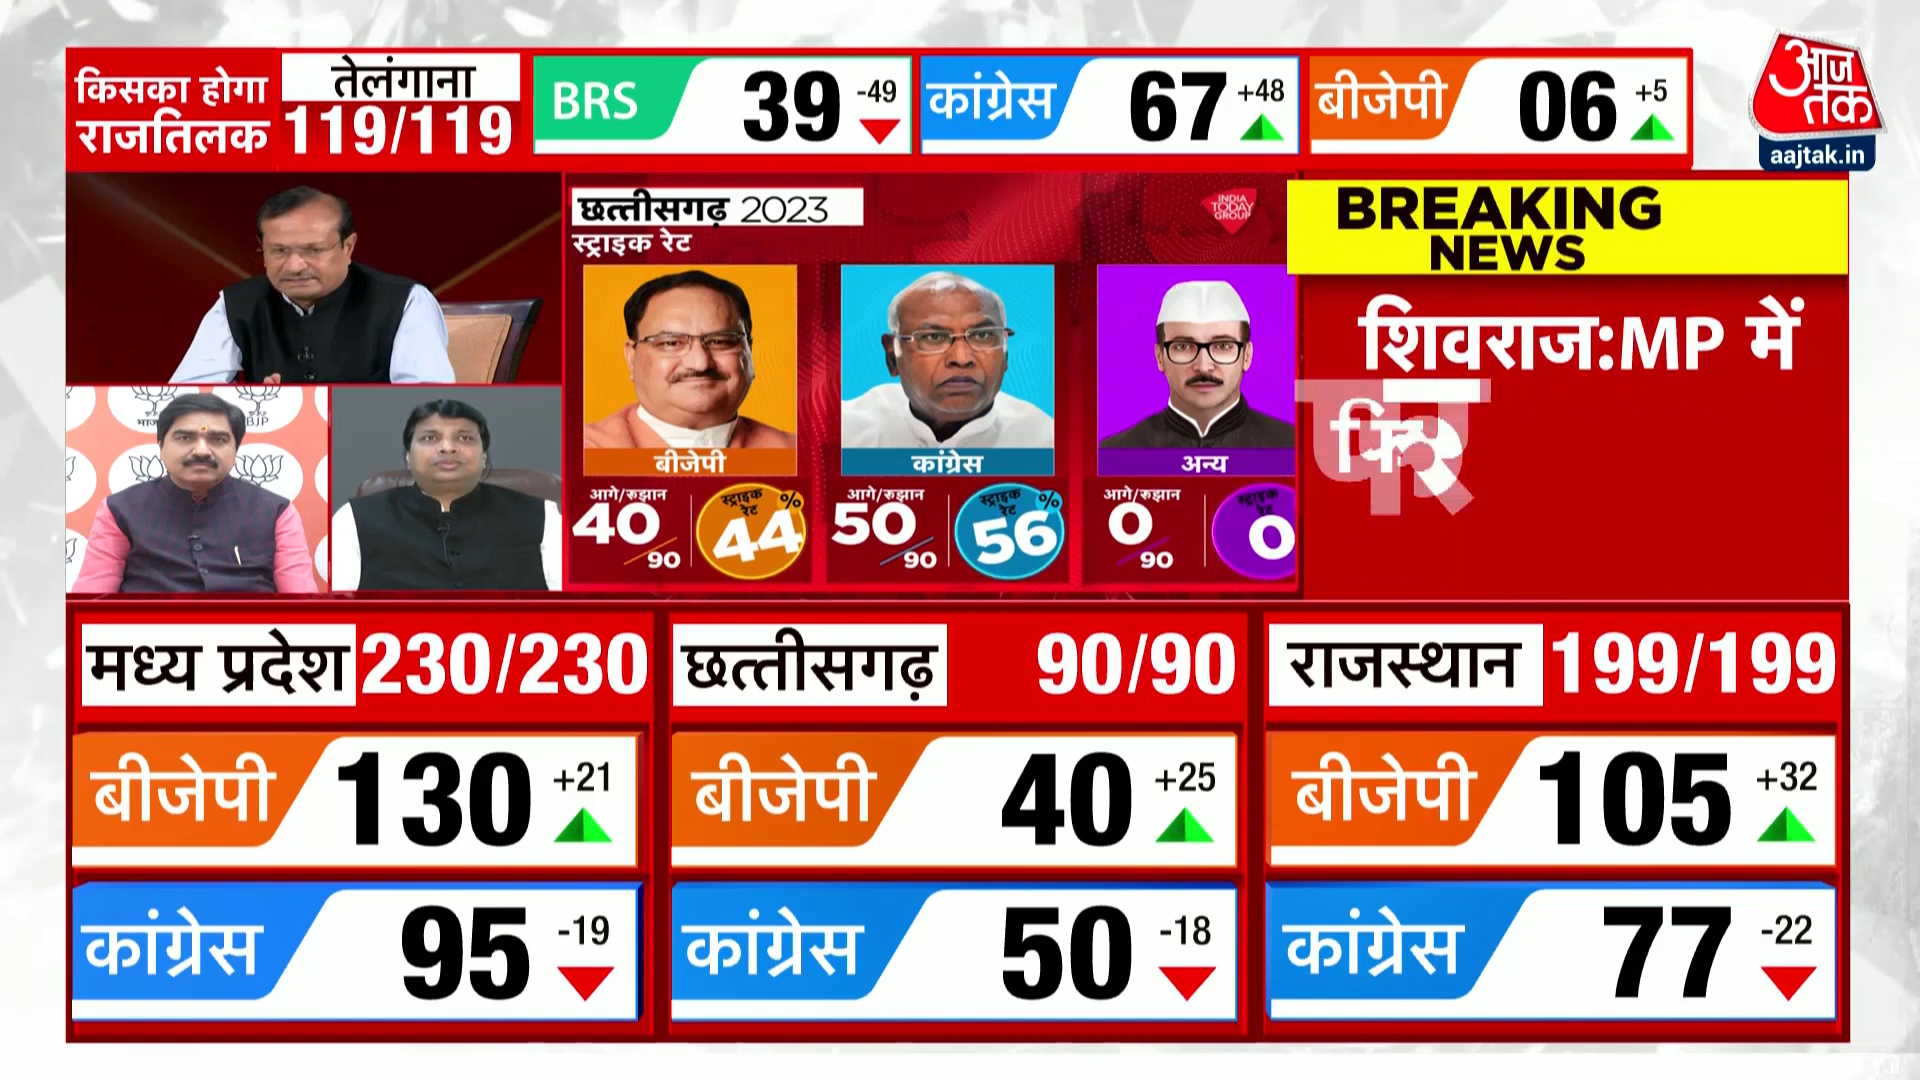 किसका होगा
राजतिलक
तेलंगाना
119/119
BRS 39 -49
कांग्रेस 67 +48
बीजेपी 06 +5
आज
तक
aajtak.in
छत्तीसगढ़ 2023
स्ट्राइक रेट
INDIA
TODAY
GROUP
बीजेपी
आगे/रुझान
40/90
स्ट्राइक रेट
44%
कांग्रेस
आगे/रुझान
50/90
स्ट्राइक रेट
56%
अन्य
आगे/रुझान
0/90
स्ट्राइक रेट
0
BJP
BREAKING
NEWS
शिवराज:MP में
फिर
मध्य प्रदेश 230/230
बीजेपी 130 +21
कांग्रेस 95 -19
छत्तीसगढ़ 90/90
बीजेपी 40 +25
कांग्रेस 50 -18
राजस्थान 199/199
बीजेपी 105 +32
कांग्रेस 77 -22